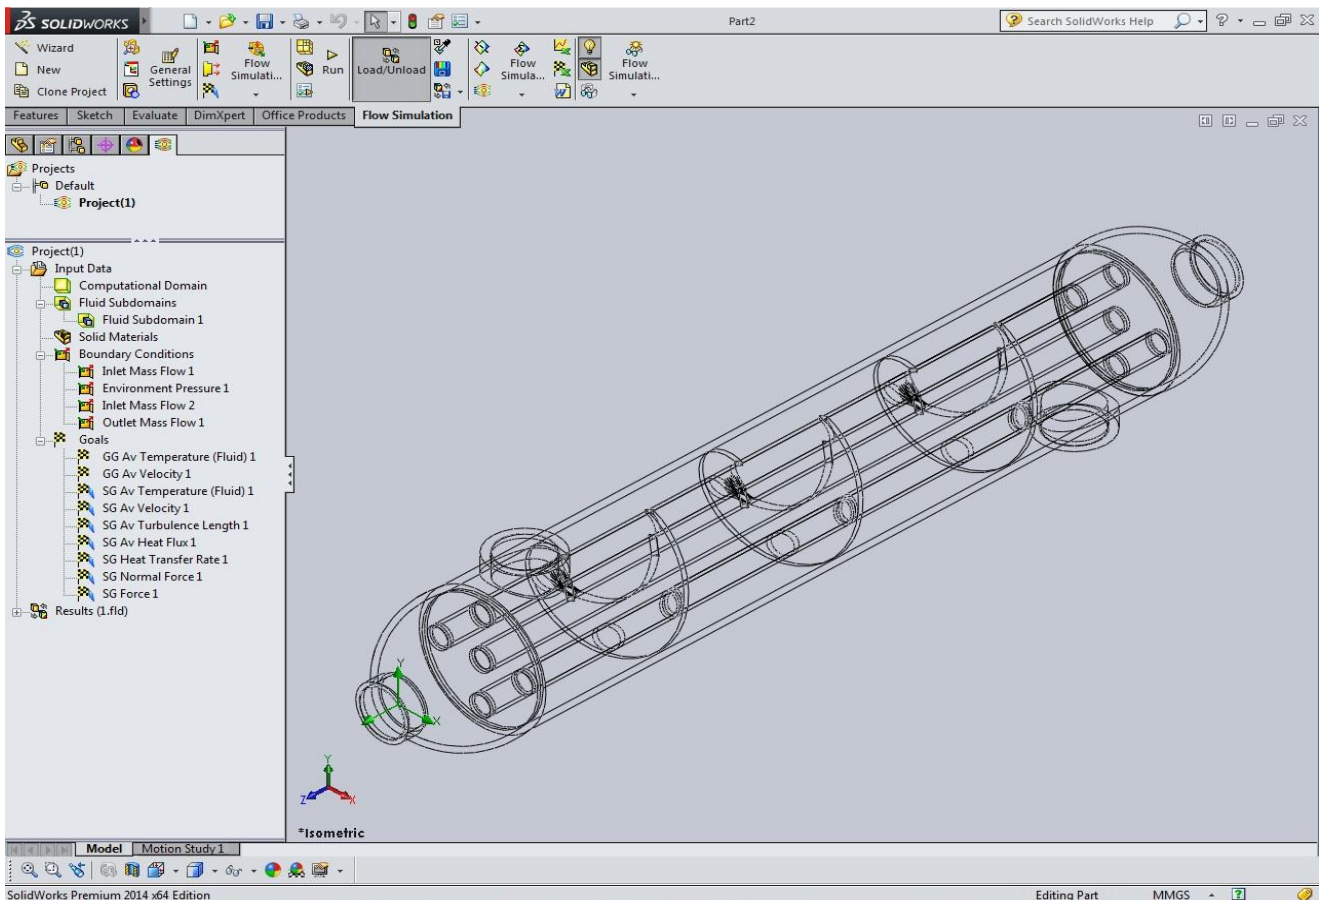 SOLIDWORKS
Part2
Search SolidWorks Help
Wizard
New
Clone Project
General Settings
Flow Simulati...
Run
Load/Unload
Flow Simula...
Flow Simulati...
Features Sketch Evaluate DimXpert Office Products Flow Simulation
Projects
Default
Project(1)
Project(1)
Input Data
Computational Domain
Fluid Subdomains
Fluid Subdomain 1
Solid Materials
Boundary Conditions
Inlet Mass Flow 1
Environment Pressure 1
Inlet Mass Flow 2
Outlet Mass Flow 1
Goals
GG Av Temperature (Fluid) 1
GG Av Velocity 1
SG Av Temperature (Fluid) 1
SG Av Velocity 1
SG Av Turbulence Length 1
SG Av Heat Flux 1
SG Heat Transfer Rate 1
SG Normal Force 1
SG Force 1
Results (1.fld)
Y
X
Y
Z
X
*Isometric
Model Motion Study 1
SolidWorks Premium 2014 x64 Edition
Editing Part
MMGS